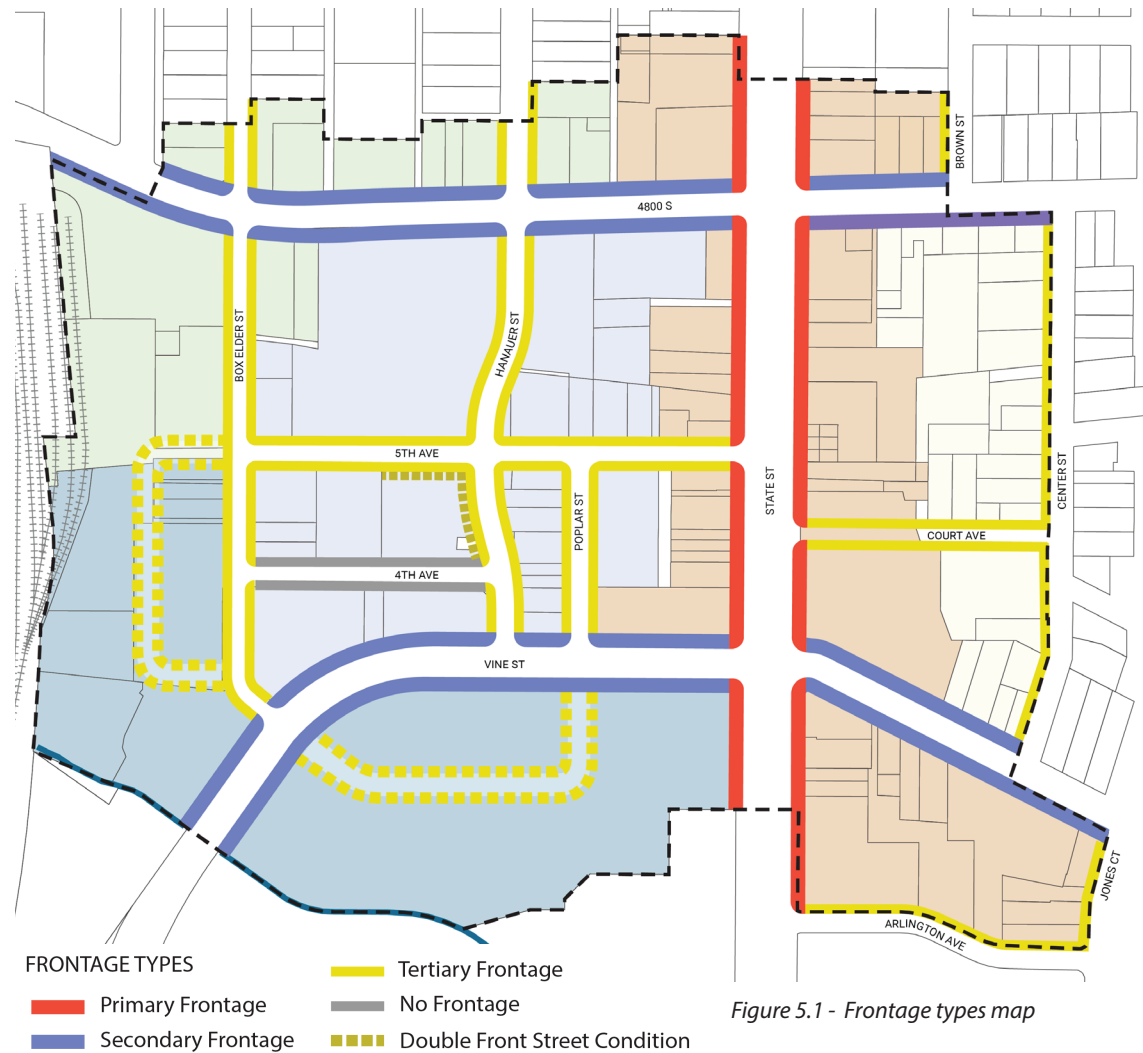 BROWN ST
4800 S
BOX ELDER ST
HANAUER ST
5TH AVE
STATE ST
CENTER ST
POPLAR ST
COURT AVE
4TH AVE
VINE ST
JONES CT
ARLINGTON AVE
FRONTAGE TYPES
Primary Frontage
Secondary Frontage
Tertiary Frontage
No Frontage
Double Front Street Condition
Figure 5.1 - Frontage types map